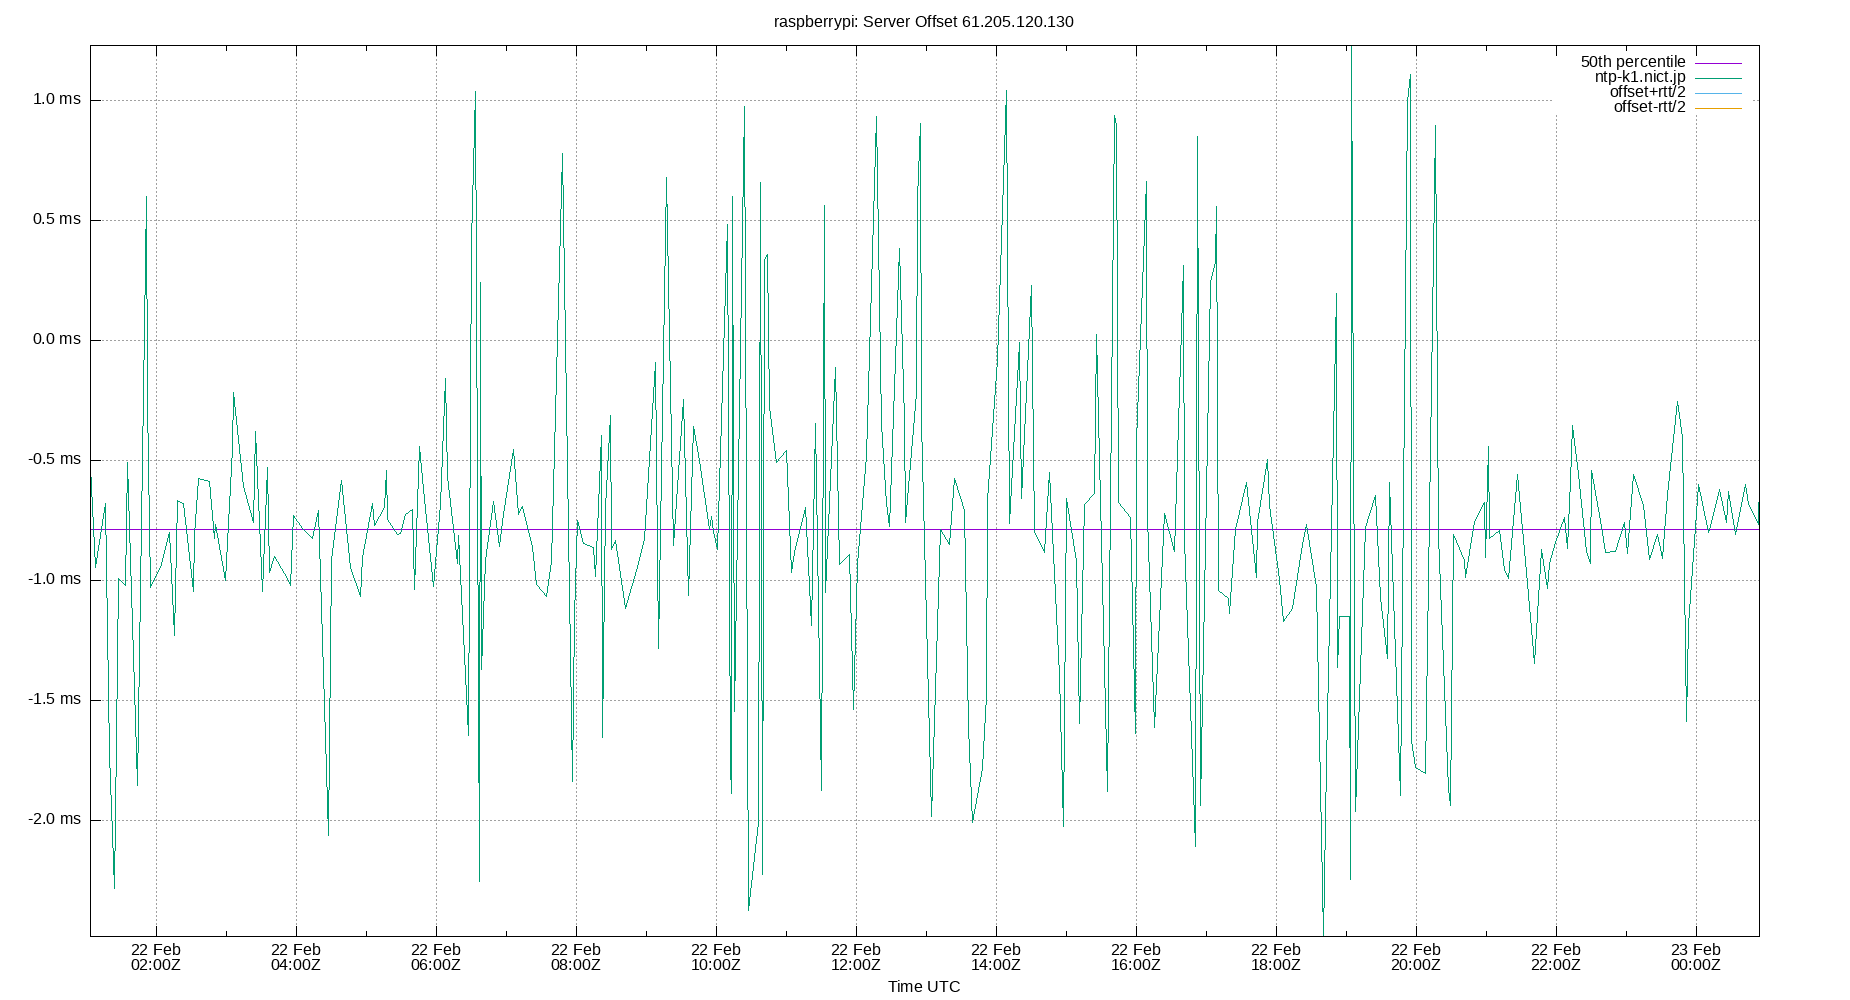 raspberrypi: Server Offset 61.205.120.130
50th percentile
ntp-k1.nict.jp
offset+rtt/2
offset-rtt/2
1.0 ms
0.5 ms
0.0 ms
-0.5 ms
-1.0 ms
-1.5 ms
-2.0 ms
22 Feb 22 Feb 22 Feb 22 Feb 22 Feb 22 Feb 22 Feb 22 Feb 22 Feb 22 Feb 22 Feb 23 Feb
02:00Z 04:00Z 06:00Z 08:00Z 10:00Z 12:00Z 14:00Z 16:00Z 18:00Z 20:00Z 22:00Z 00:00Z
Time UTC